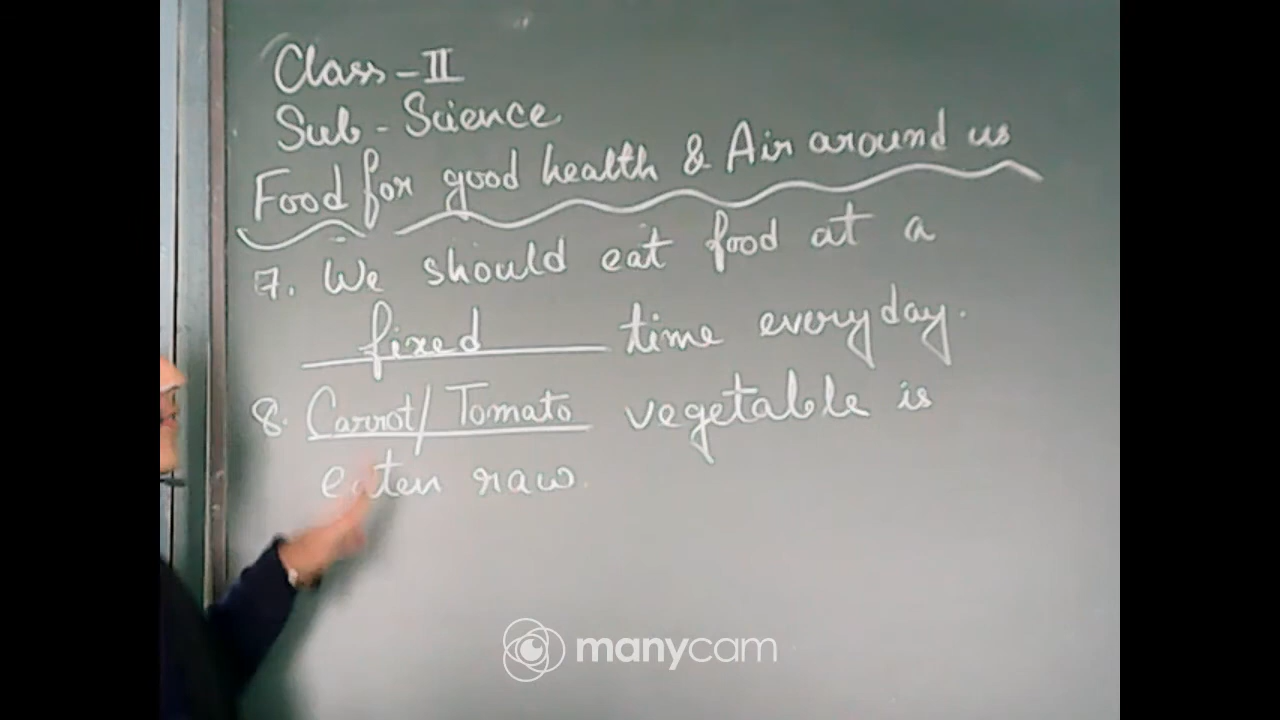 Class - II
Sub - Science
Food for good health & Air around us
7. We should eat food at a
fixed time everyday.
8. Carrot/ Tomato vegetable is
eaten raw.
manycam